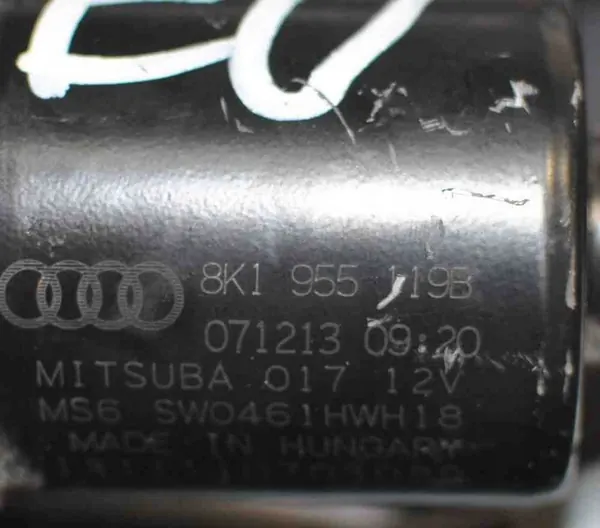 8K1 955 119B
071213 09:20
MITSUBA 017 12V
MS6 SW0461HWH18
MADE IN HUNGARY